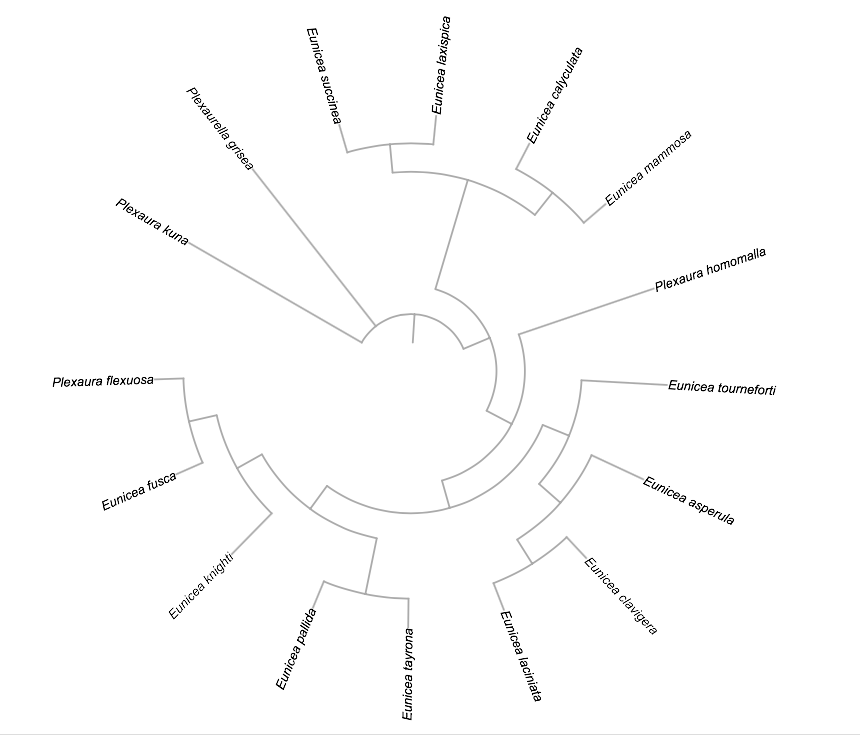 Eunicea laxispica
Eunicea succinea
Eunicea calyculata
Plexaurella grisea
Eunicea mammosa
Plexaura kuna
Plexaura homomalla
Plexaura flexuosa
Eunicea tourneforti
Eunicea fusca
Eunicea asperula
Eunicea knighti
Eunicea clavigera
Eunicea pallida
Eunicea tayrona
Eunicea laciniata